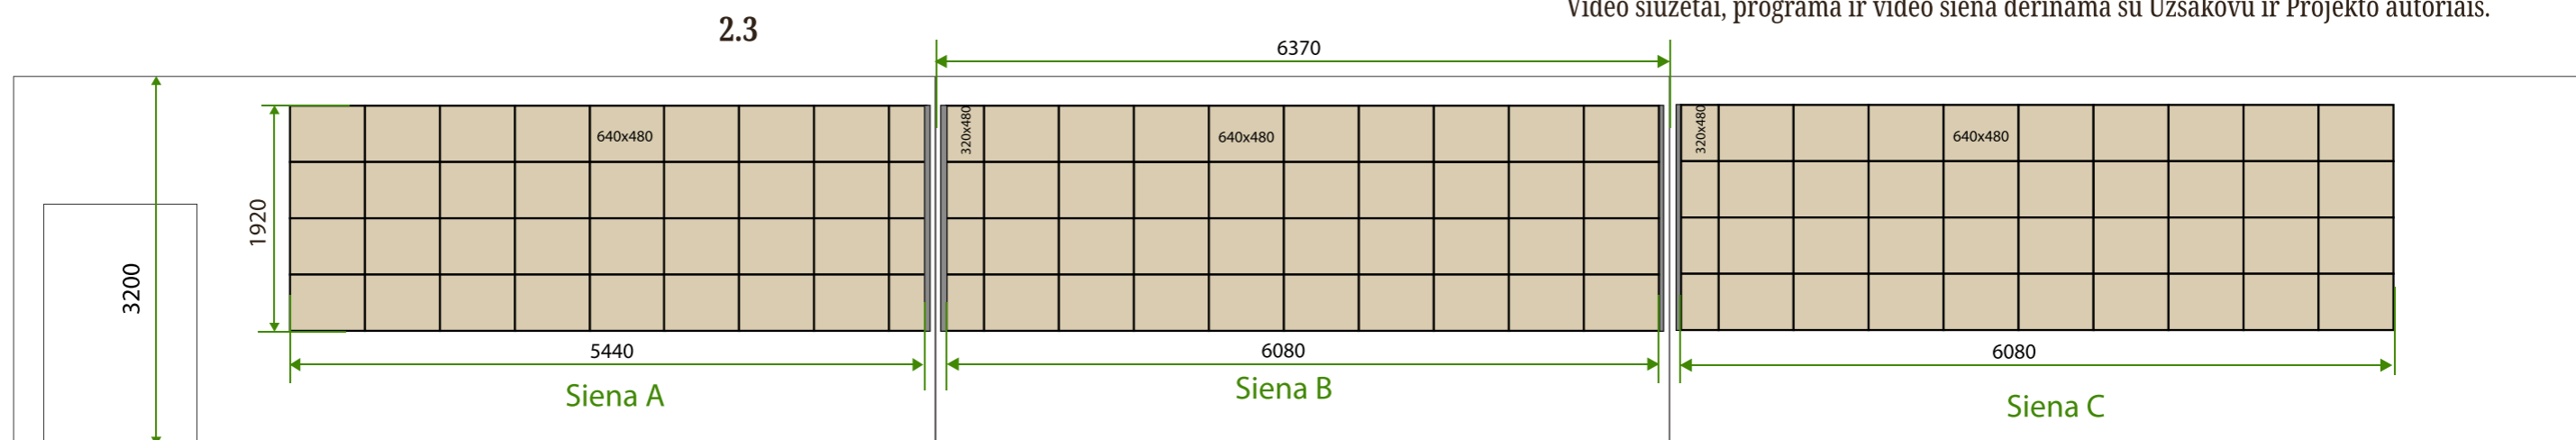 Video siužetai, programa ir video siena derinama su Užsakovu ir Projekto autoriais.
2.3
6370
640x480
320x480
640x480
320x480
640x480
1920
3200
5440
6080
6080
Siena A
Siena B
Siena C